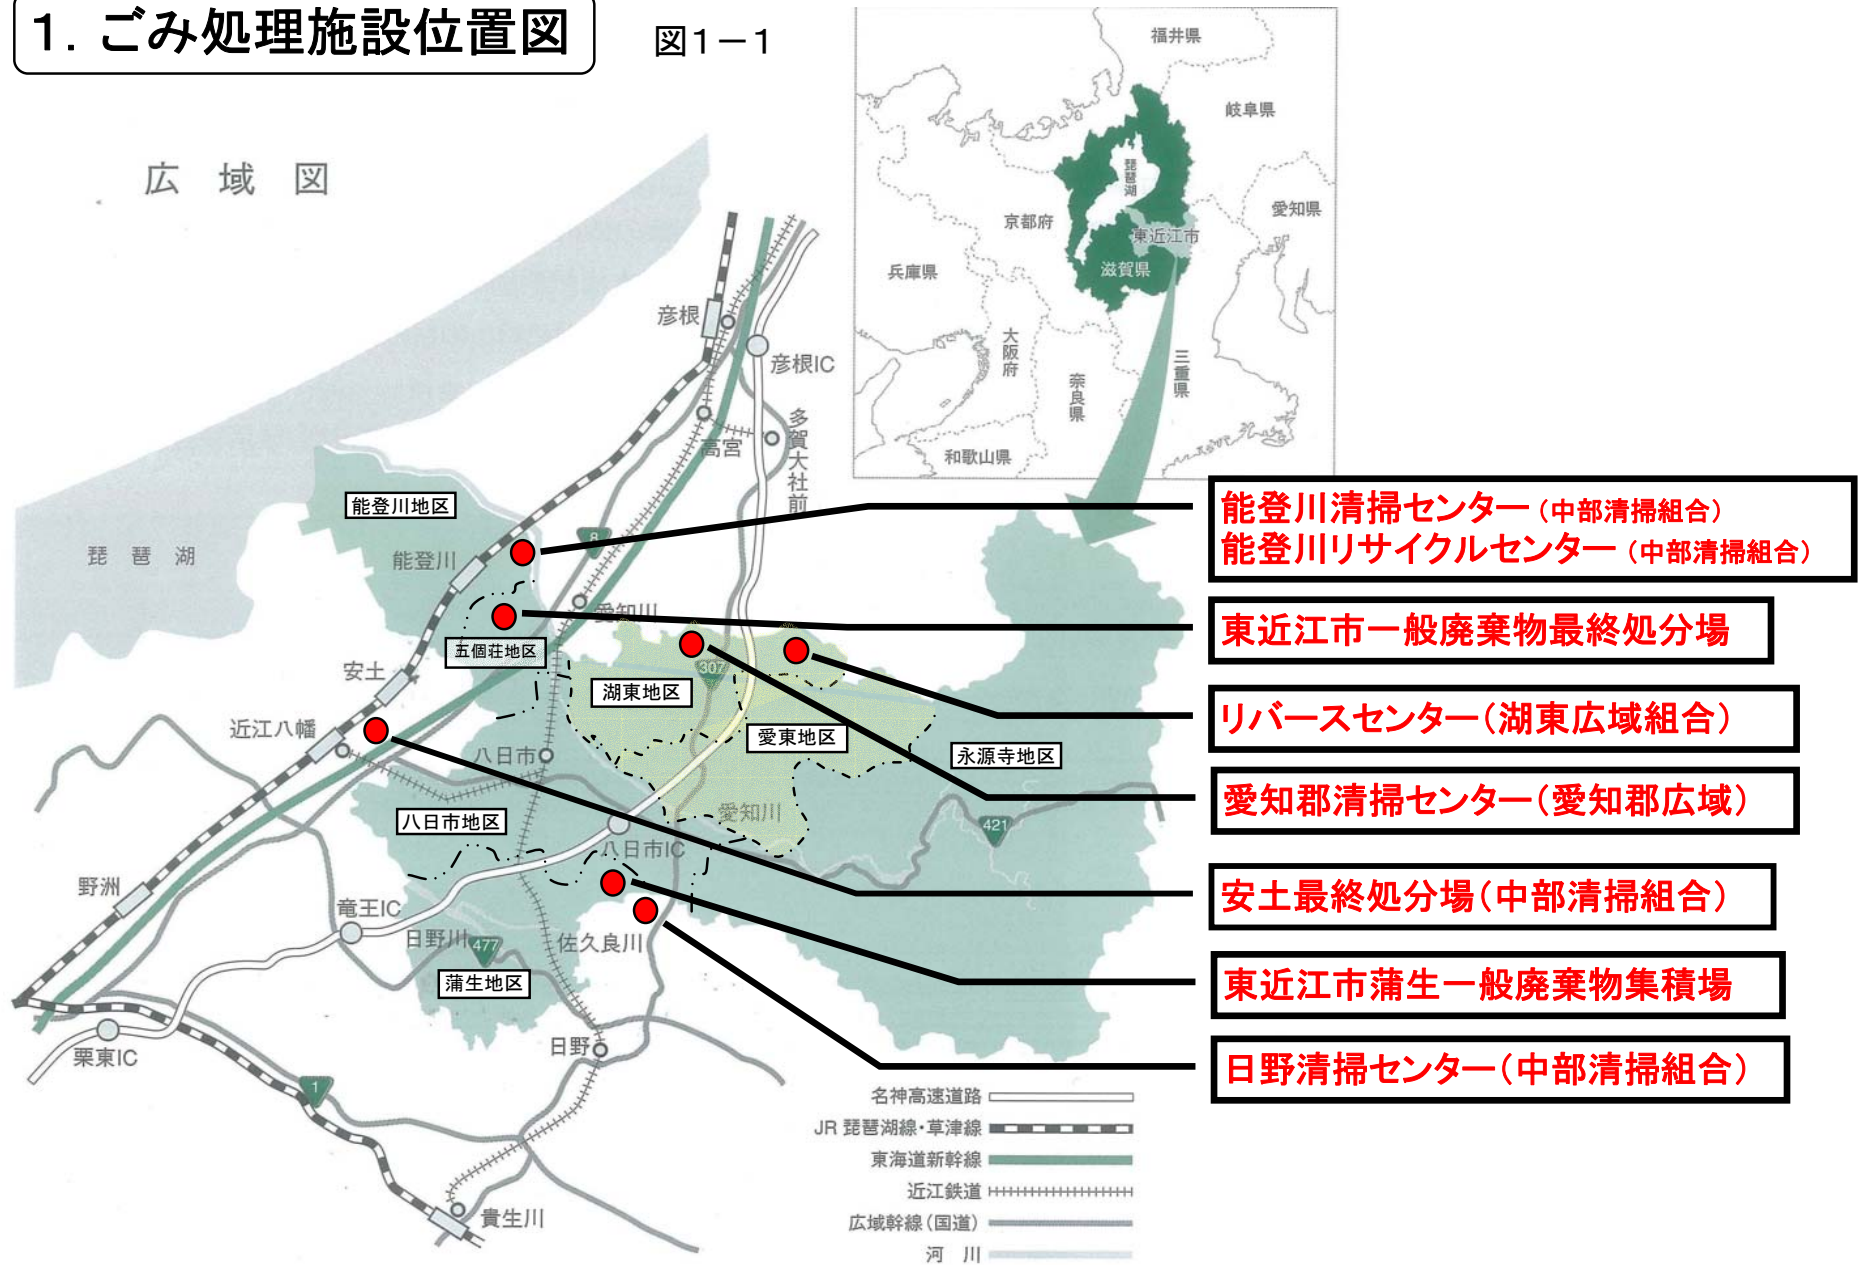 1. ごみ処理施設位置図
図1－1
広域図
福井県
岐阜県
琵琶湖
京都府
愛知県
東近江市
滋賀県
兵庫県
大阪府
奈良県
三重県
和歌山県
彦根
彦根IC
多賀大社前
高宮
能登川地区
琵琶湖
能登川
8
愛知川
五個荘地区
安土
307
湖東地区
近江八幡
愛東地区
八日市
永源寺地区
八日市地区
愛知川
421
八日市IC
野洲
竜王IC
日野川
477
佐久良川
蒲生地区
日野
栗東IC
1
貴生川
能登川清掃センター（中部清掃組合）
能登川リサイクルセンター（中部清掃組合）
東近江市一般廃棄物最終処分場
リバースセンター（湖東広域組合）
愛知郡清掃センター（愛知郡広域）
安土最終処分場（中部清掃組合）
東近江市蒲生一般廃棄物集積場
日野清掃センター（中部清掃組合）
名神高速道路
JR 琵琶湖線・草津線
東海道新幹線
近江鉄道
広域幹線（国道）
河川